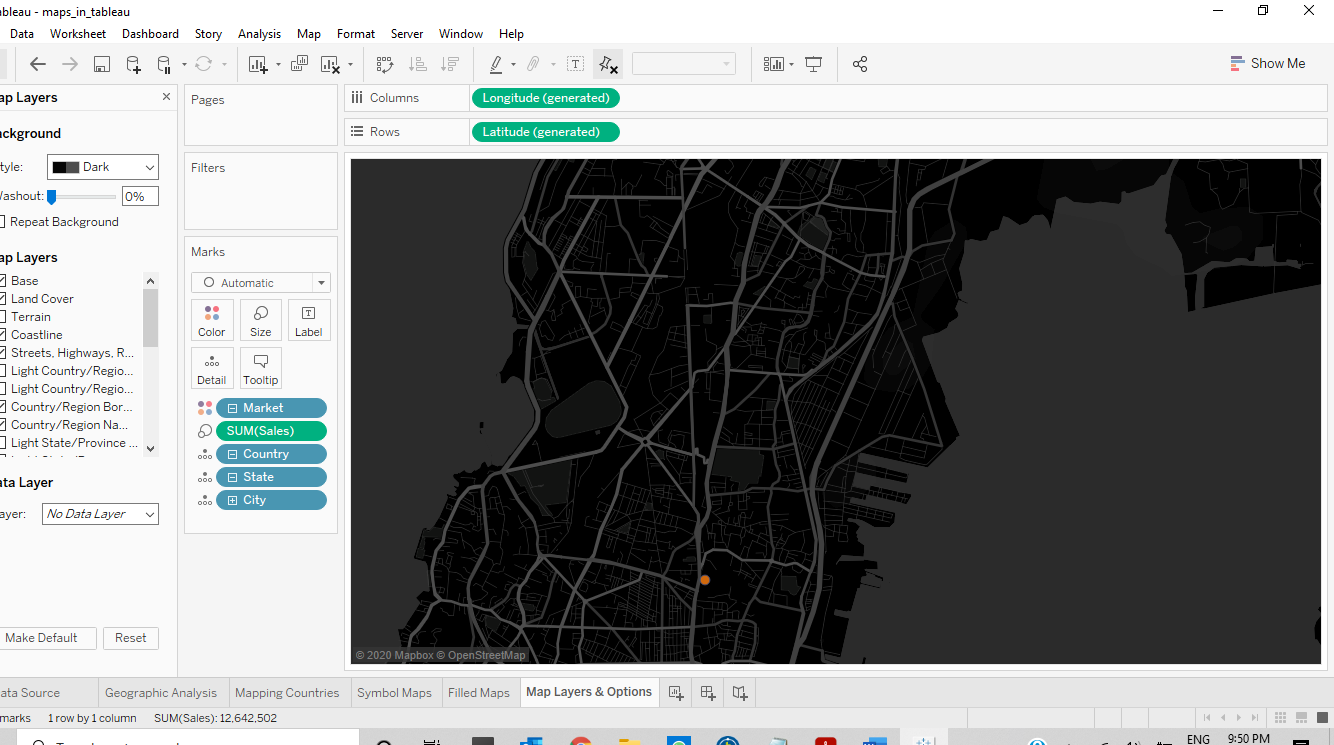 ableau - maps_in_tableau
Data Worksheet Dashboard Story Analysis Map Format Server Window Help
Show Me
ap Layers
Pages
Columns
Longitude (generated)
Rows
Latitude (generated)
ackground
tyle: Dark
Washout: 0%
Repeat Background
Filters
ap Layers
Base
Land Cover
Terrain
Coastline
Streets, Highways, R...
Light Country/Regio...
Light Country/Regio...
Country/Region Bor...
Country/Region Na...
Light State/Province ...
ata Layer
ayer: No Data Layer
Make Default Reset
Marks
Automatic
Color Size Label
Detail Tooltip
Market
SUM(Sales)
Country
State
City
© 2020 Mapbox © OpenStreetMap
ata Source Geographic Analysis Mapping Countries Symbol Maps Filled Maps Map Layers & Options
marks 1 row by 1 column SUM(Sales): 12,642,502
ENG 9:50 PM